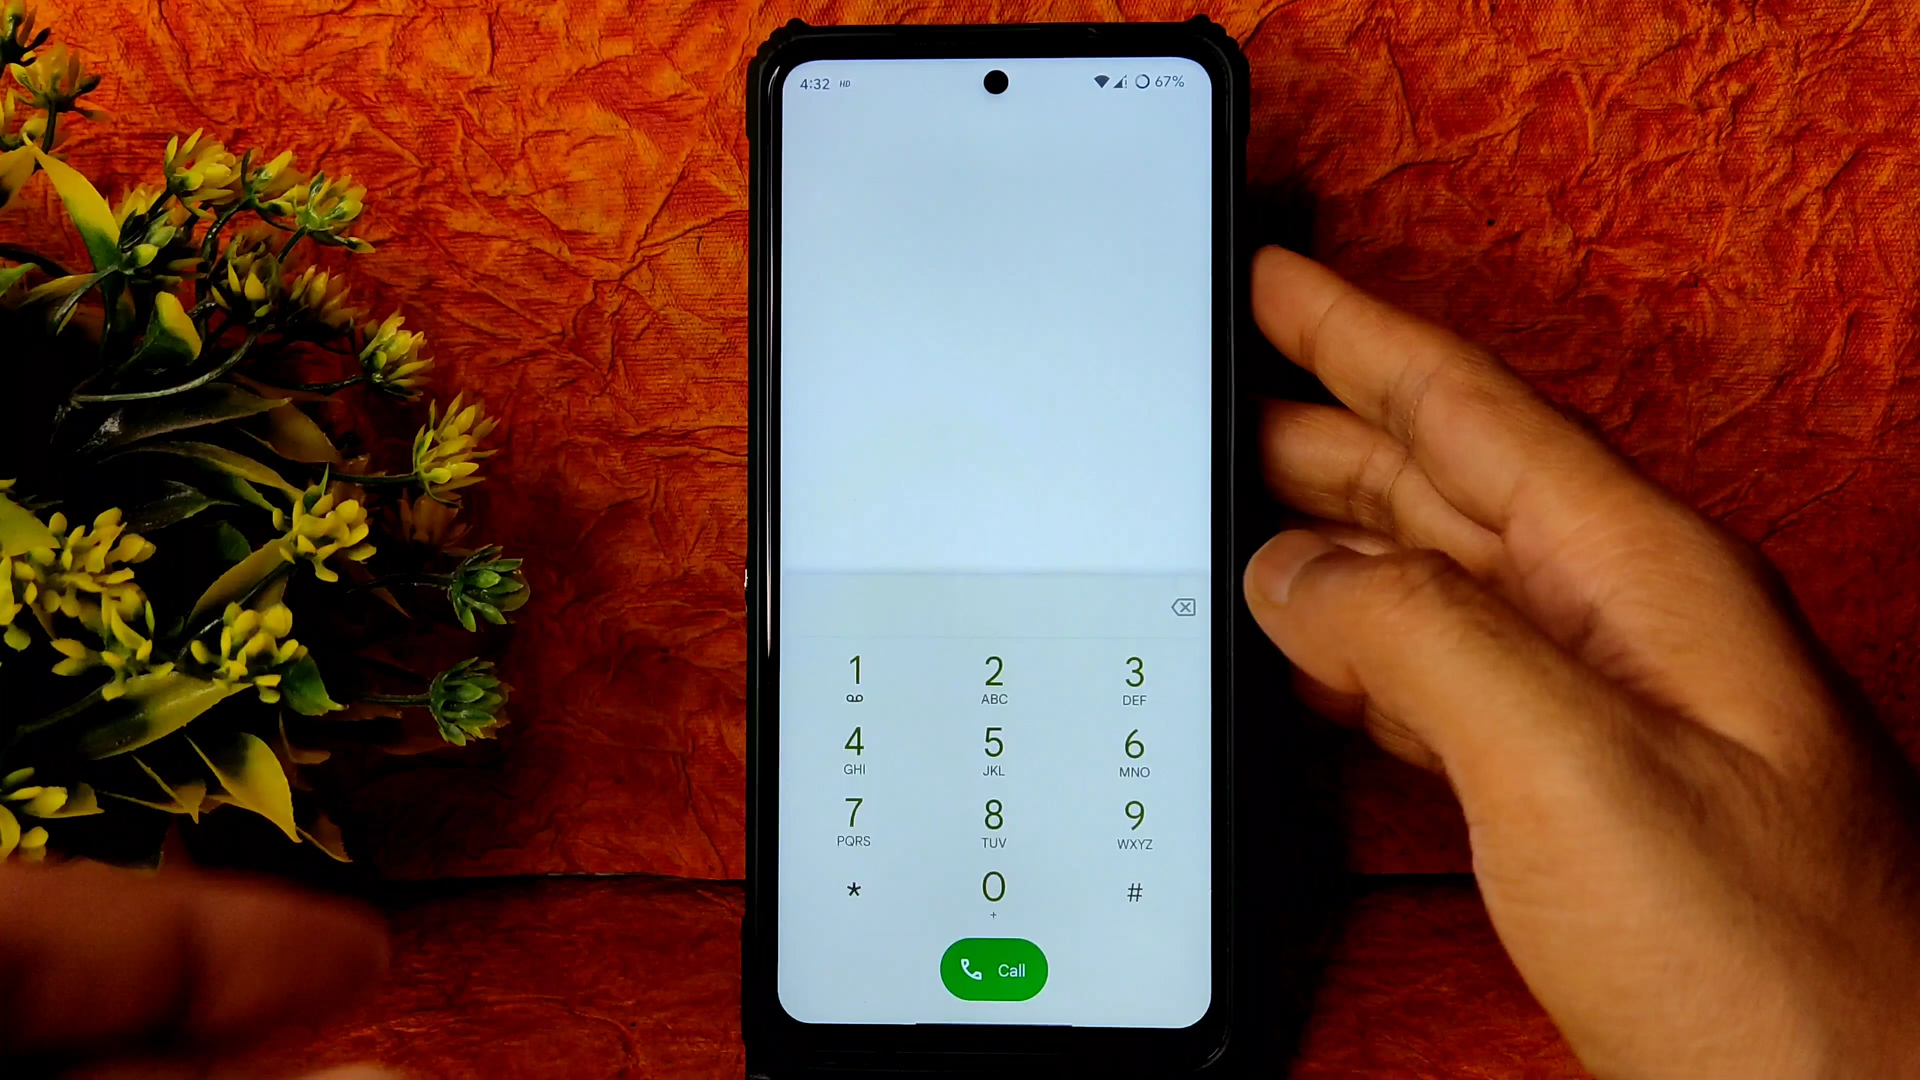 4:32 HD 67%
1 2 3
ABC DEF
4 5 6
GHI JKL MNO
7 8 9
PQRS TUV WXYZ
* 0 #
+
Call